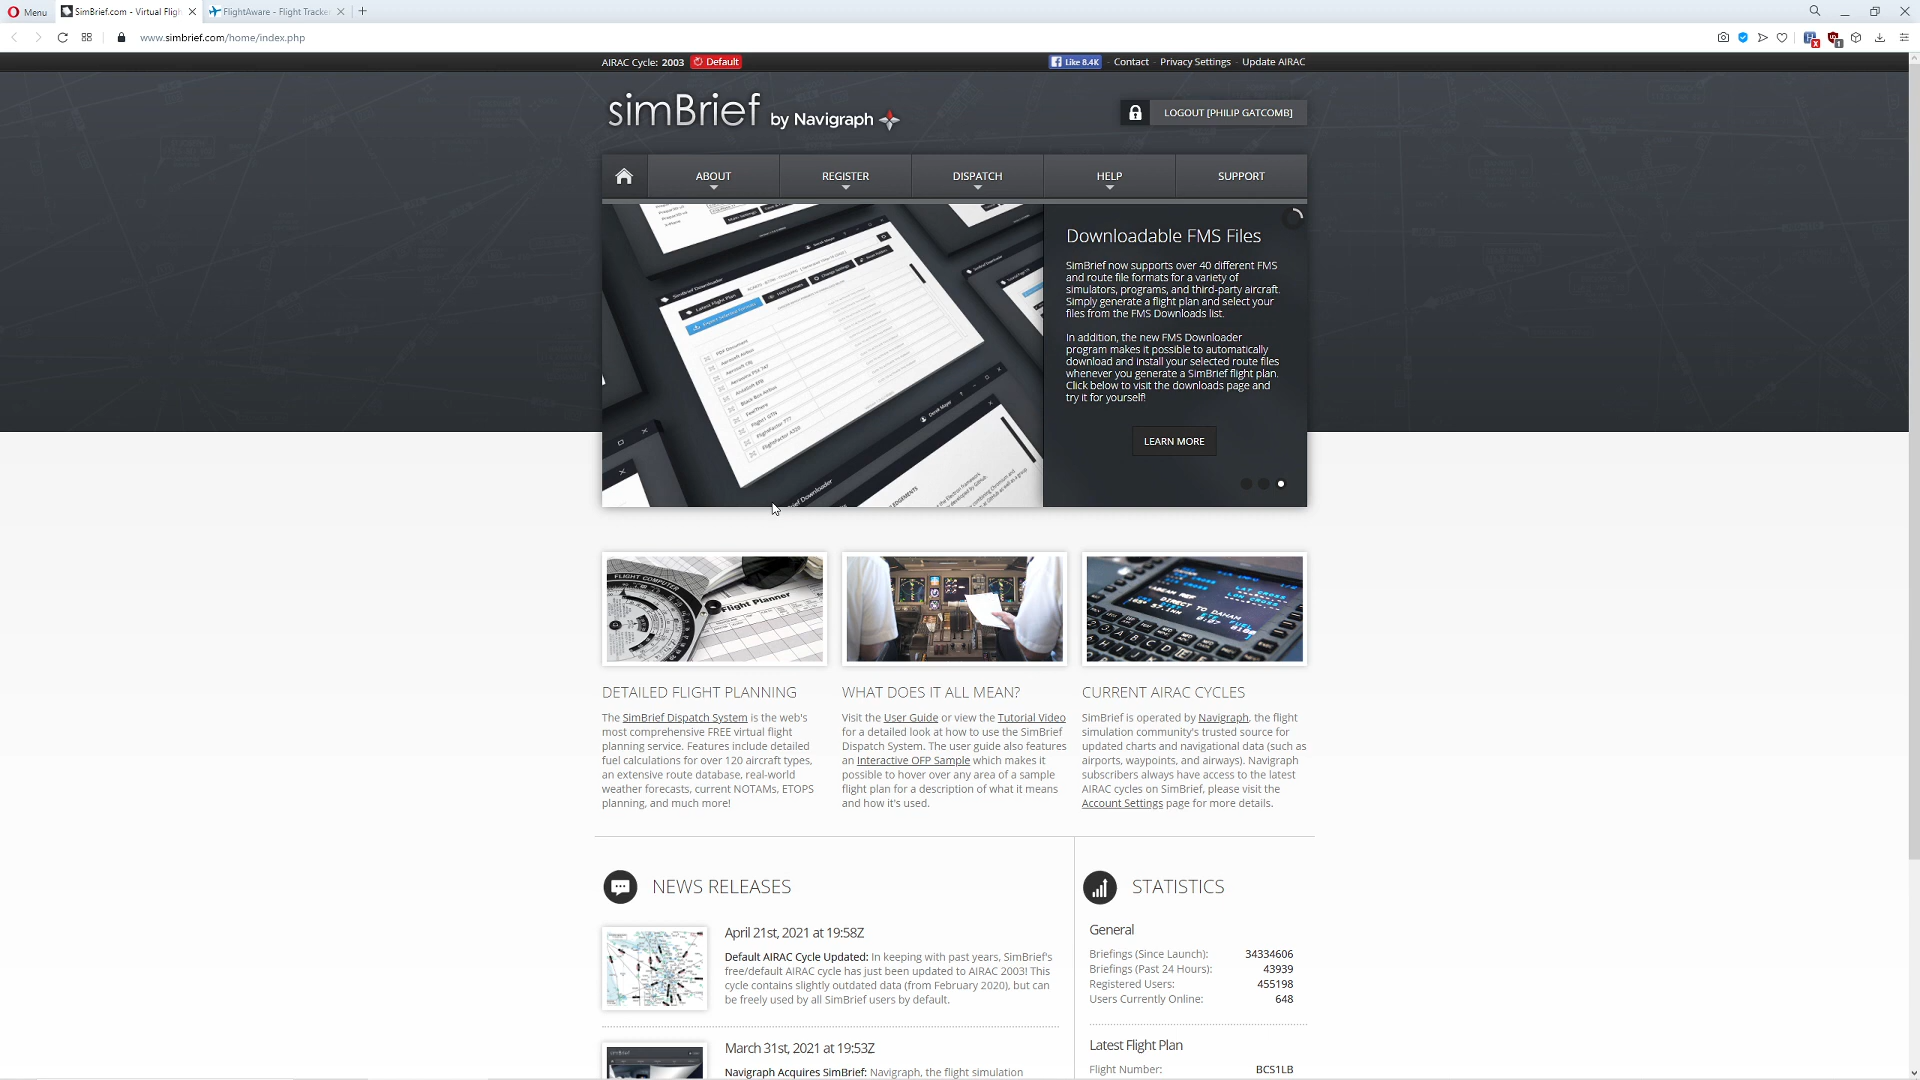 Menu
SimBrief.com - Virtual Fligh
FlightAware - Flight Tracke
www.simbrief.com/home/index.php
AIRAC Cycle: 2003 Default
Like 8.4K - Contact - Privacy Settings - Update AIRAC
simBrief by Navigraph
LOGOUT [PHILIP GATCOMB]
ABOUT
REGISTER
DISPATCH
HELP
SUPPORT
Downloadable FMS Files
SimBrief now supports over 40 different FMS
and route file formats for a variety of
simulators, programs, and third-party aircraft.
Simply generate a flight plan and select your
files from the FMS Downloads list.
In addition, the new FMS Downloader
program makes it possible to automatically
download and install your selected route files
whenever you generate a SimBrief flight plan.
Click below to visit the downloads page and
try it for yourself!
LEARN MORE
SimBrief Downloader
Latest Flight Plan
PDF Document
FLIGHT COMPUTER
Flight Planner
DIRECT TO DAHAM
DETAILED FLIGHT PLANNING
The SimBrief Dispatch System is the web's
most comprehensive FREE virtual flight
planning service. Features include detailed
fuel calculations for over 120 aircraft types,
an extensive route database, real-world
weather forecasts, current NOTAMs, ETOPS
planning, and much more!
WHAT DOES IT ALL MEAN?
Visit the User Guide or view the Tutorial Video
for a detailed look at how to use the SimBrief
Dispatch System. The user guide also features
an Interactive OFP Sample which makes it
possible to hover over any area of a sample
flight plan for a description of what it means
and how it's used.
CURRENT AIRAC CYCLES
SimBrief is operated by Navigraph, the flight
simulation community's trusted source for
updated charts and navigational data (such as
airports, waypoints, and airways). Navigraph
subscribers always have access to the latest
AIRAC cycles on SimBrief, please visit the
Account Settings page for more details.
NEWS RELEASES
April 21st, 2021 at 19:58Z
Default AIRAC Cycle Updated: In keeping with past years, SimBrief's
free/default AIRAC cycle has just been updated to AIRAC 2003! This
cycle contains slightly outdated data (from February 2020), but can
be freely used by all SimBrief users by default.
March 31st, 2021 at 19:53Z
Navigraph Acquires SimBrief: Navigraph, the flight simulation
STATISTICS
General
Briefings (Since Launch): 34334606
Briefings (Past 24 Hours): 43939
Registered Users: 455198
Users Currently Online: 648
Latest Flight Plan
Flight Number: BCS1LB